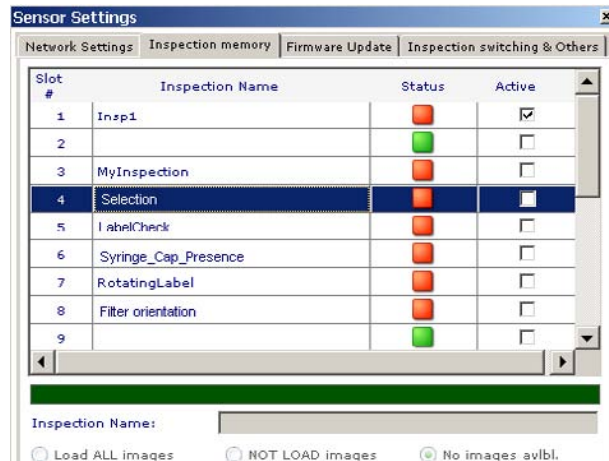 Sensor Settings
Network Settings Inspection memory Firmware Update Inspection switching & Others
Slot # Inspection Name Status Active
1 Insp1
2
3 MyInspection
4 Selection
5 LabelCheck
6 Syringe_Cap_Presence
7 RotatingLabel
8 Filter orientation
9
Inspection Name:
Load ALL images NOT LOAD images No images avlbl.